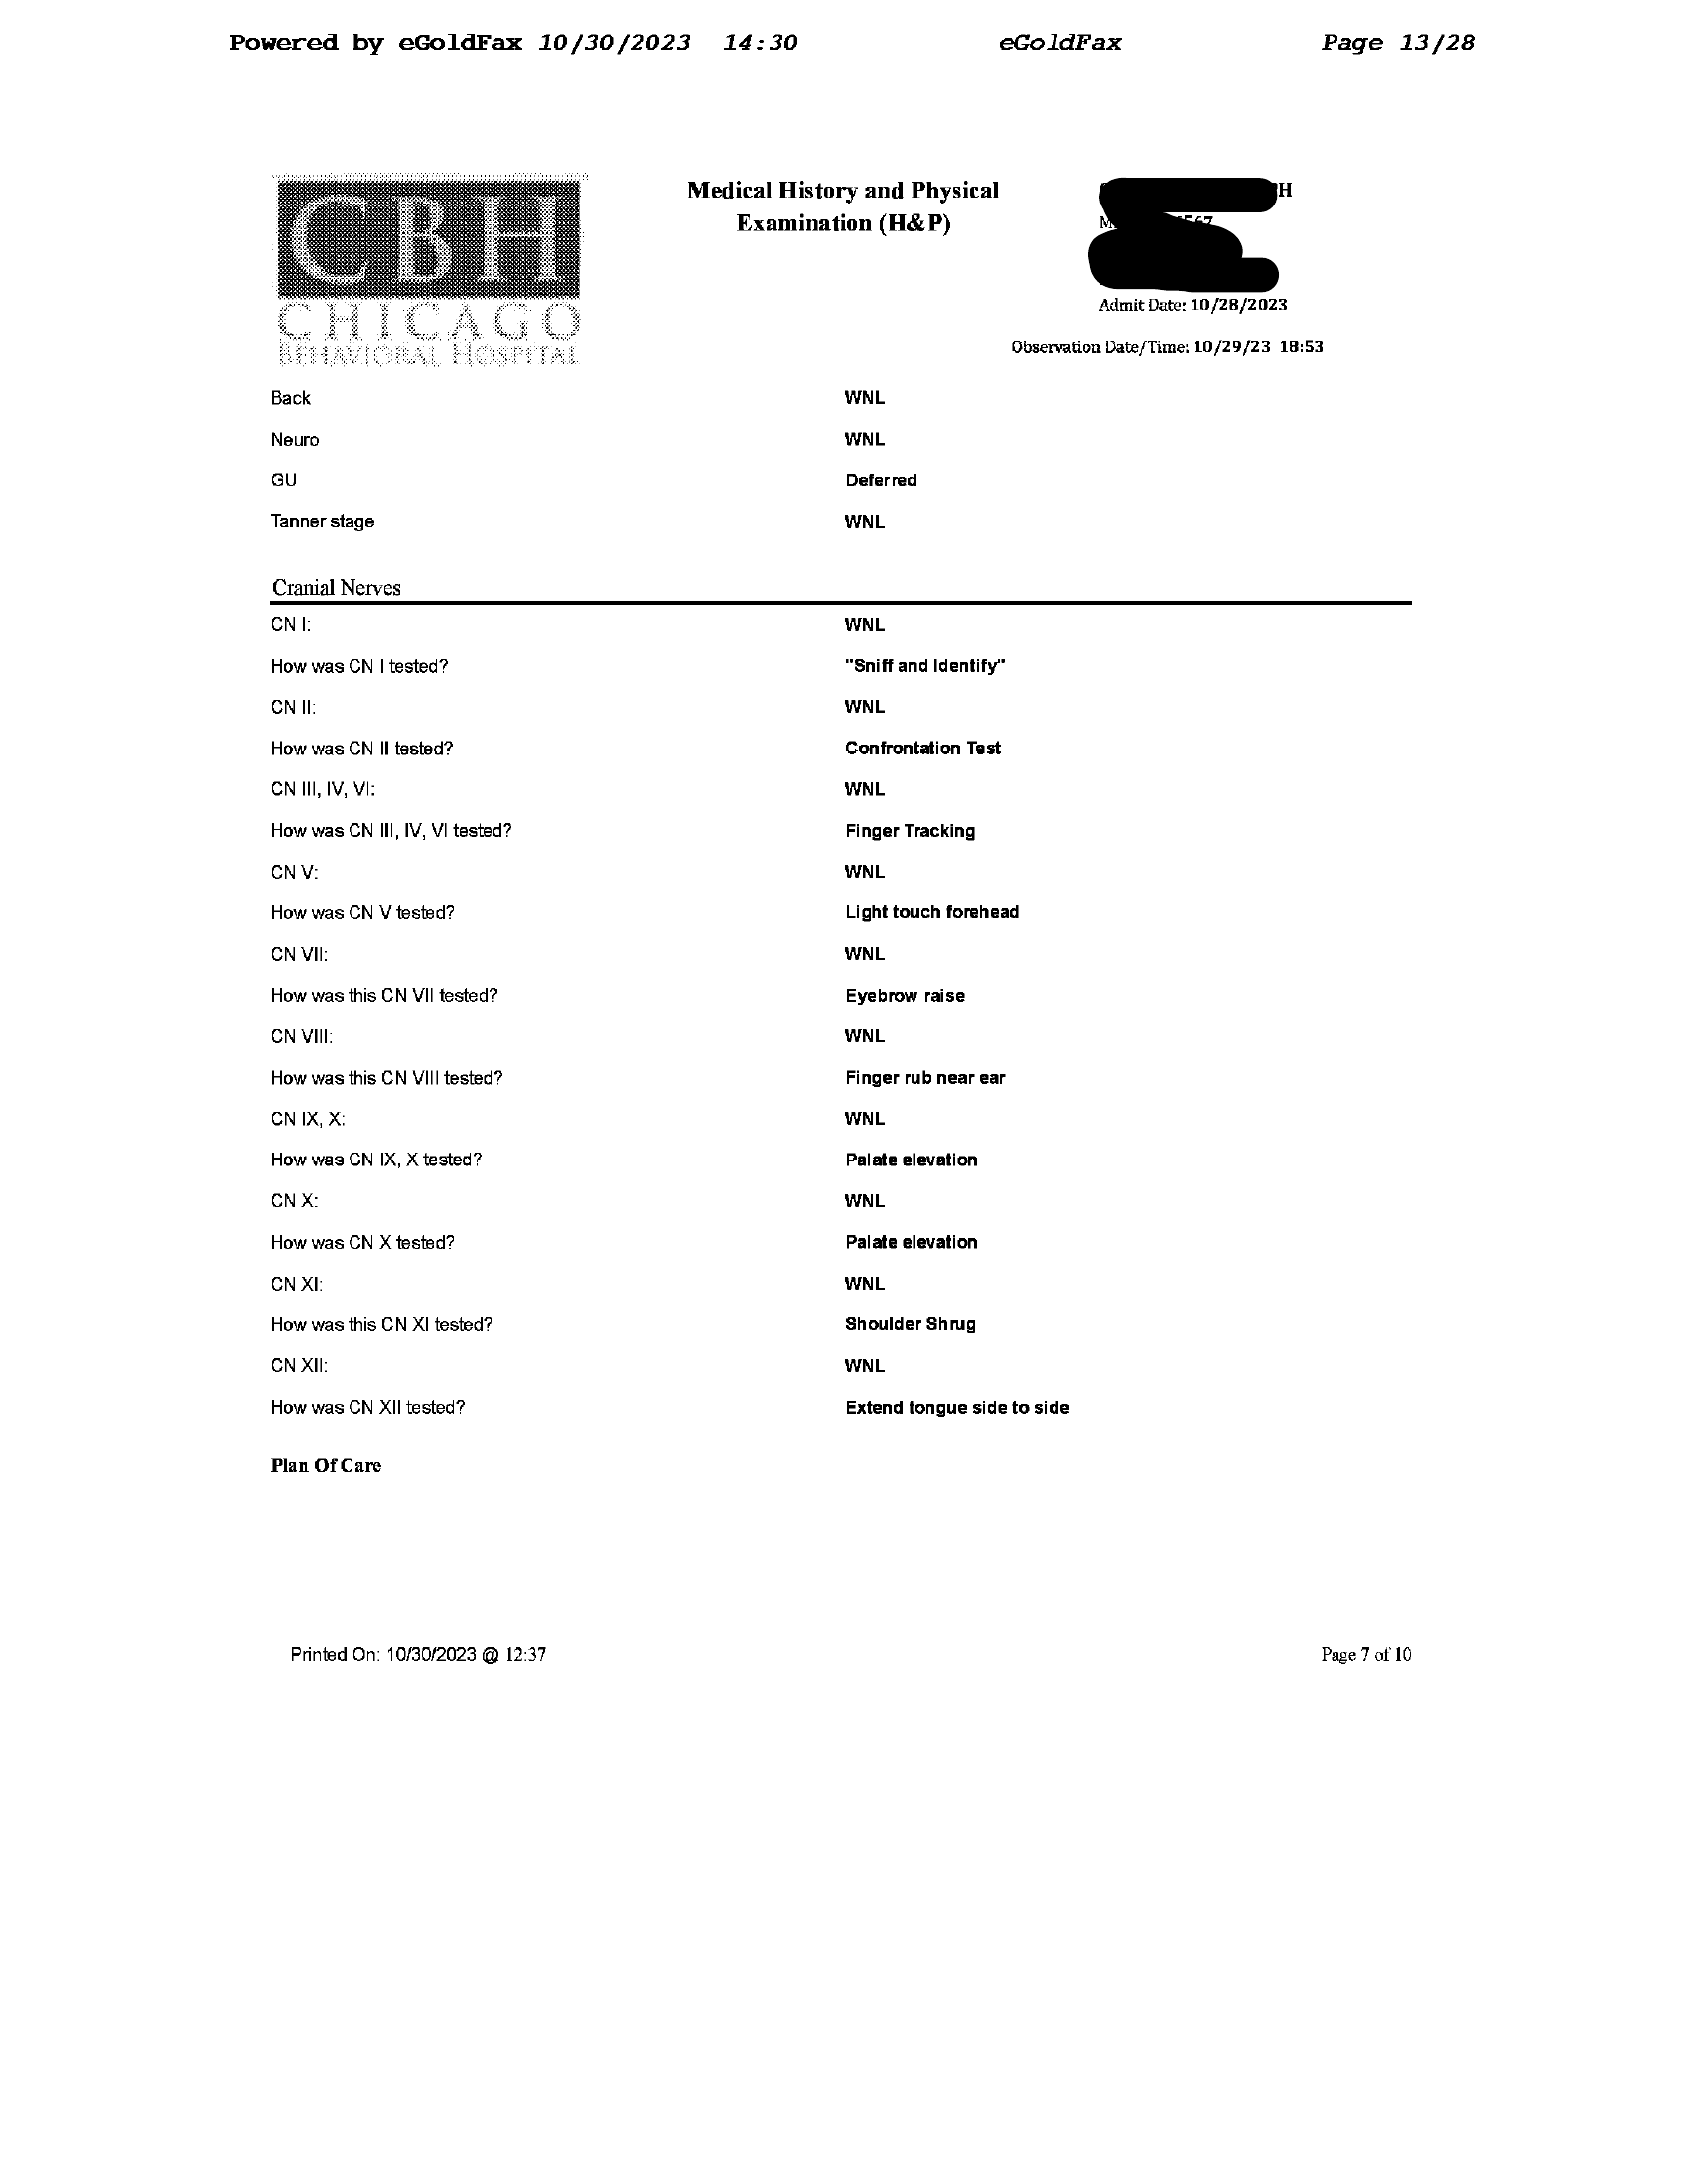 Powered by eGoldFax 10/30/2023 14:30 eGoldFax Page 13/28
CBH
CHICAGO
BEHAVIORAL HOSPITAL
Medical History and Physical
Examination (H&P)
H
M 567
Admit Date: 10/28/2023
Observation Date/Time: 10/29/23 18:53
Back WNL
Neuro WNL
GU Deferred
Tanner stage WNL
Cranial Nerves
CN I: WNL
How was CN I tested? "Sniff and Identify"
CN II: WNL
How was CN II tested? Confrontation Test
CN III, IV, VI: WNL
How was CN III, IV, VI tested? Finger Tracking
CN V: WNL
How was CN V tested? Light touch forehead
CN VII: WNL
How was this CN VII tested? Eyebrow raise
CN VIII: WNL
How was this CN VIII tested? Finger rub near ear
CN IX, X: WNL
How was CN IX, X tested? Palate elevation
CN X: WNL
How was CN X tested? Palate elevation
CN XI: WNL
How was this CN XI tested? Shoulder Shrug
CN XII: WNL
How was CN XII tested? Extend tongue side to side
Plan Of Care
Printed On: 10/30/2023 @ 12:37 Page 7 of 10